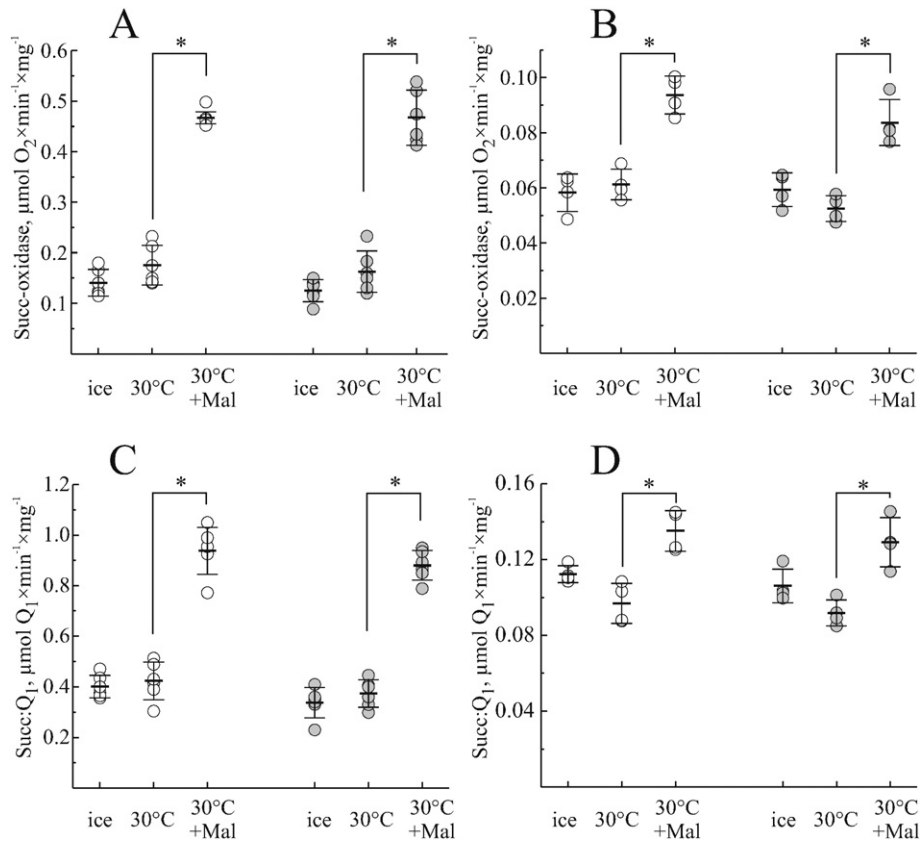 A
Succ-oxidase, μmol O₂×min⁻¹×mg⁻¹
0.6
0.5
0.4
0.3
0.2
0.1
*
*
ice
30°C
30°C
+Mal
ice
30°C
30°C
+Mal
B
Succ-oxidase, μmol O₂×min⁻¹×mg⁻¹
0.10
0.08
0.06
0.04
0.02
*
*
ice
30°C
30°C
+Mal
ice
30°C
30°C
+Mal
C
Succ:Q₁, μmol Q₁×min⁻¹×mg⁻¹
1.2
1.0
0.8
0.6
0.4
0.2
*
*
ice
30°C
30°C
+Mal
ice
30°C
30°C
+Mal
D
Succ:Q₁, μmol Q₁×min⁻¹×mg⁻¹
0.16
0.12
0.08
0.04
*
*
ice
30°C
30°C
+Mal
ice
30°C
30°C
+Mal